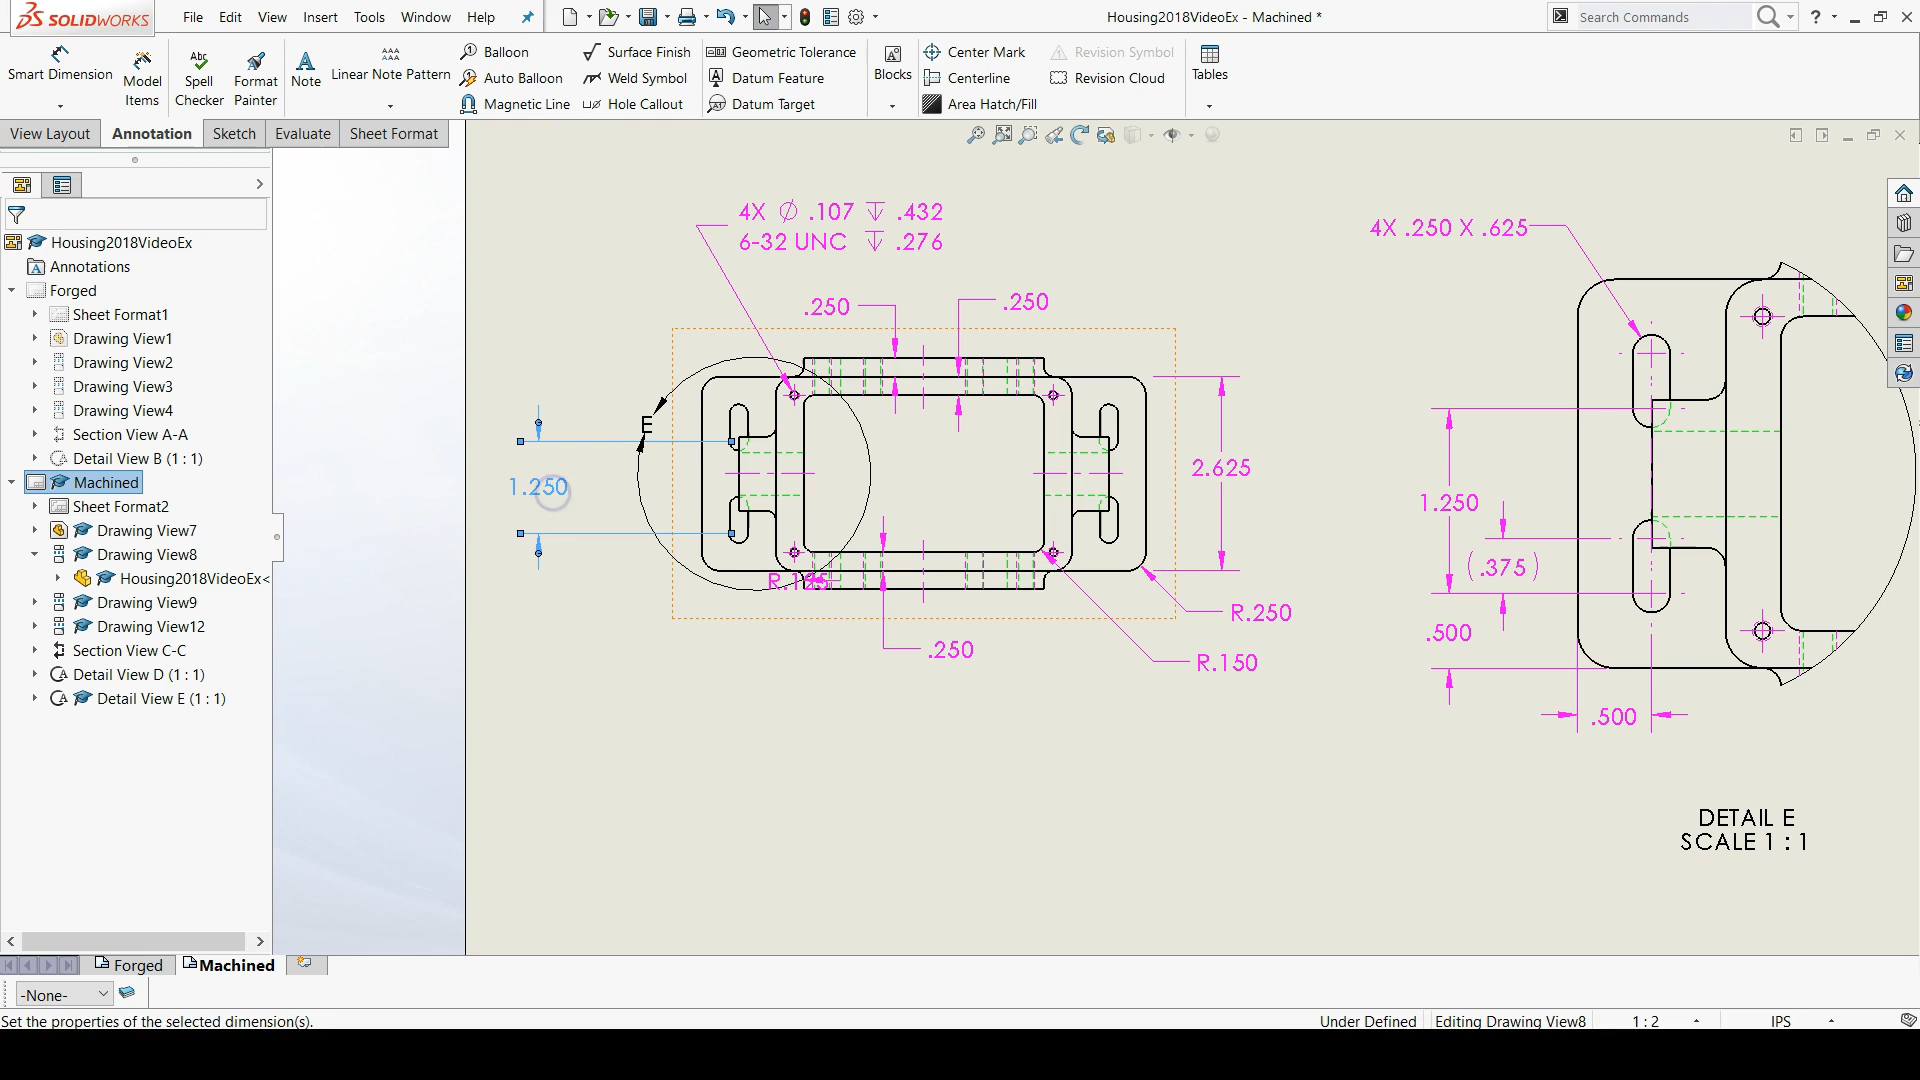 SOLIDWORKS
File Edit View Insert Tools Window Help
Housing2018VideoEx - Machined *
Search Commands
?
Smart Dimension
Model Items
Spell Checker
Format Painter
Note
Linear Note Pattern
Balloon
Auto Balloon
Magnetic Line
Surface Finish
Weld Symbol
Hole Callout
Geometric Tolerance
Datum Feature
Datum Target
Blocks
Center Mark
Centerline
Area Hatch/Fill
Revision Symbol
Revision Cloud
Tables
View Layout Annotation Sketch Evaluate Sheet Format
Housing2018VideoEx
Annotations
Forged
Sheet Format1
Drawing View1
Drawing View2
Drawing View3
Drawing View4
Section View A-A
Detail View B (1 : 1)
Machined
Sheet Format2
Drawing View7
Drawing View8
Housing2018VideoEx<
Drawing View9
Drawing View12
Section View C-C
Detail View D (1 : 1)
Detail View E (1 : 1)
4X ∅ .107 ↧ .432
6-32 UNC ↧ .276
.250
.250
E
1.250
2.625
R.125
R.250
.250
R.150
4X .250 X .625
1.250
(.375)
.500
.500
DETAIL E
SCALE 1 : 1
Forged Machined
-None-
Set the properties of the selected dimension(s).
Under Defined Editing Drawing View8 1 : 2 IPS